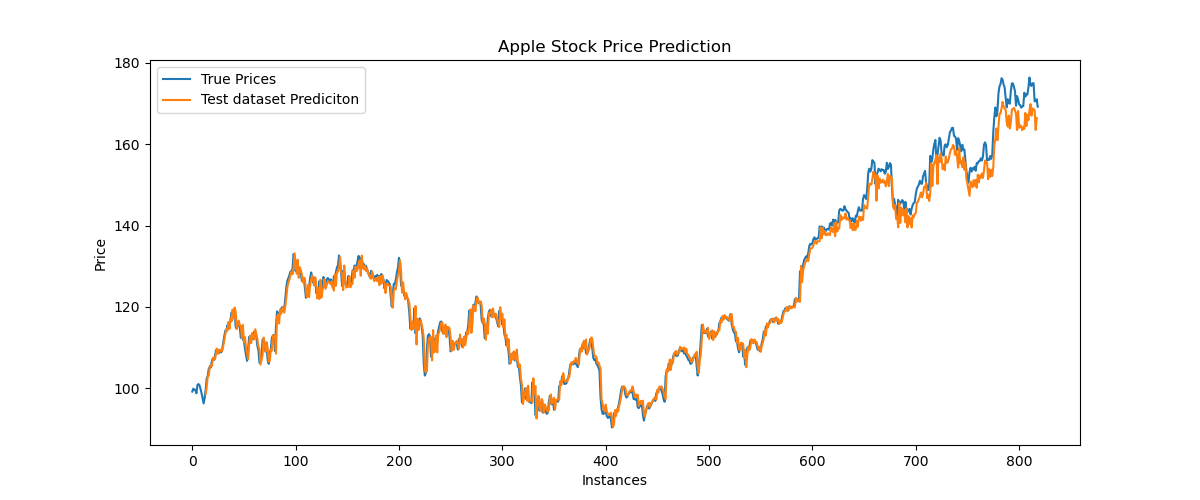 Apple Stock Price Prediction
True Prices
Test dataset Prediciton
180
160
140
120
100
Price
0 100 200 300 400 500 600 700 800
Instances